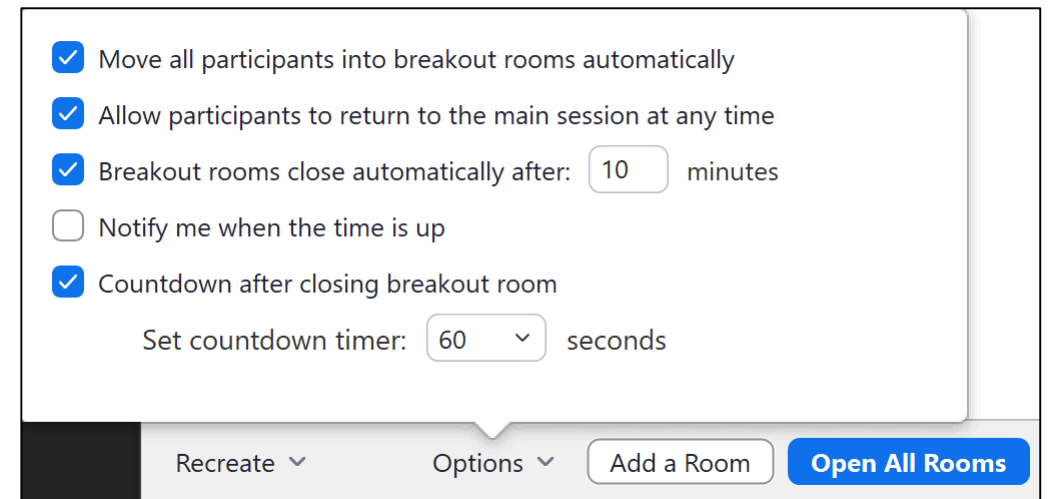 Move all participants into breakout rooms automatically
Allow participants to return to the main session at any time
Breakout rooms close automatically after: 10 minutes
Notify me when the time is up
Countdown after closing breakout room
Set countdown timer: 60 seconds
Recreate Options Add a Room Open All Rooms